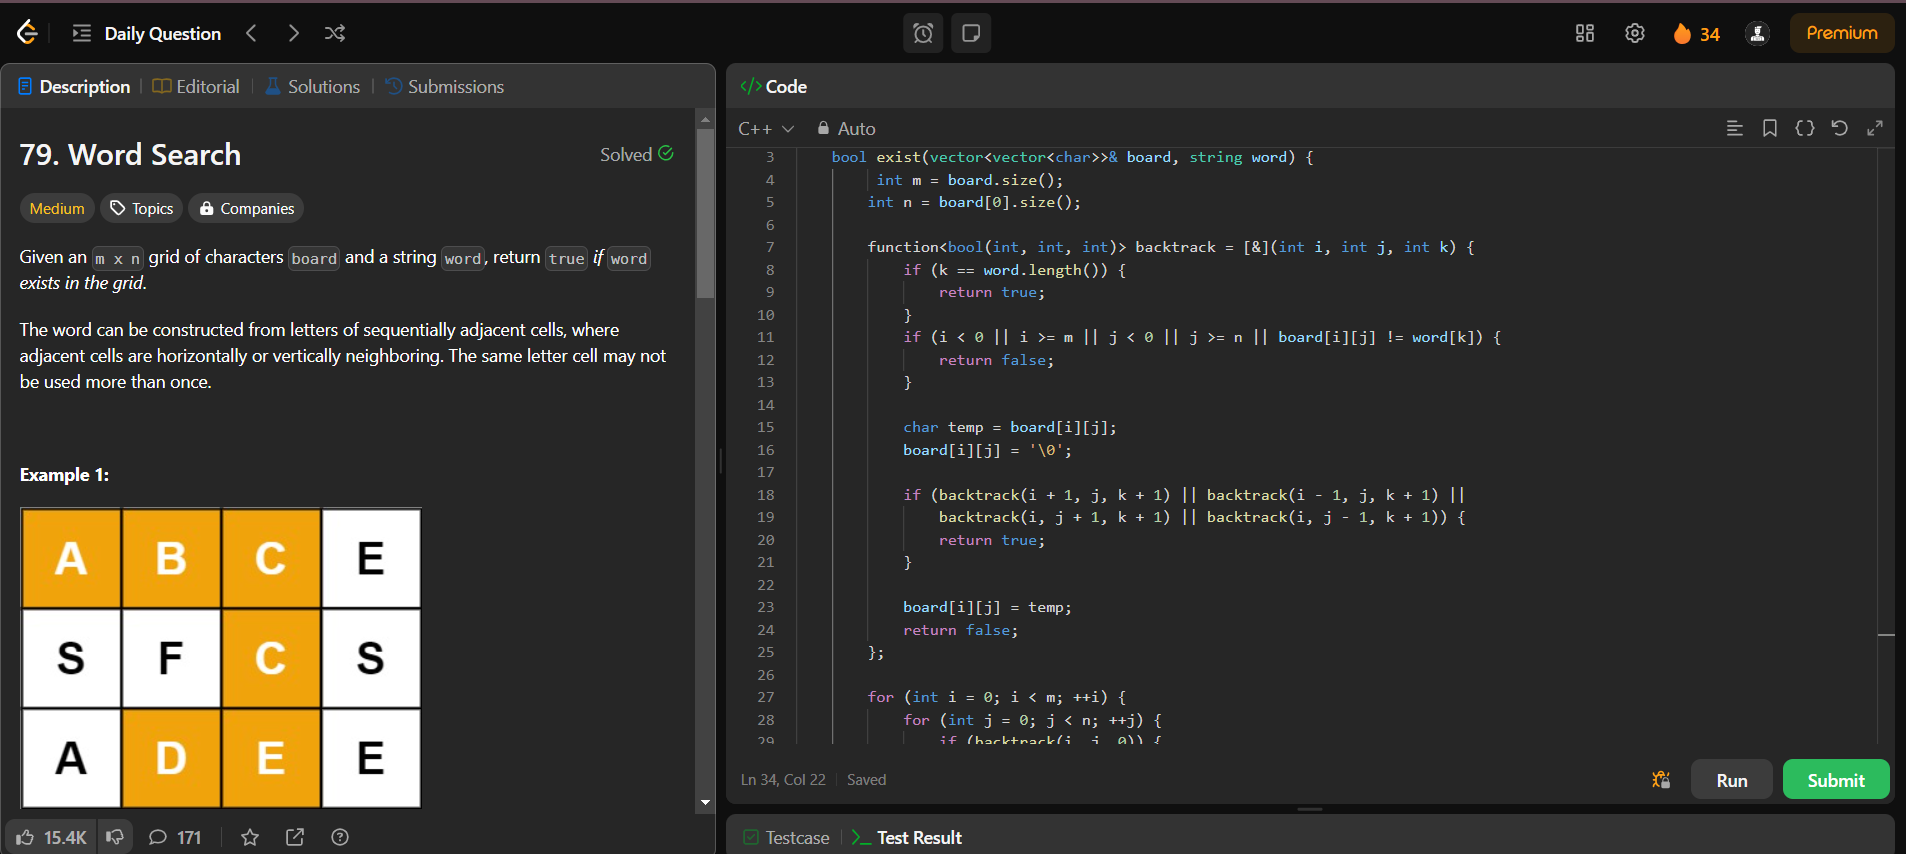 Daily Question
34
Premium
Description
Editorial
Solutions
Submissions
79. Word Search
Solved
Medium
Topics
Companies
Given an m x n grid of characters board and a string word, return true if word
exists in the grid.
The word can be constructed from letters of sequentially adjacent cells, where
adjacent cells are horizontally or vertically neighboring. The same letter cell may not
be used more than once.
Example 1:
A B C E
S F C S
A D E E
15.4K
171
</> Code
C++
Auto
3 bool exist(vector<vector<char>>& board, string word) {
4 int m = board.size();
5 int n = board[0].size();
6
7 function<bool(int, int, int)> backtrack = [&](int i, int j, int k) {
8 if (k == word.length()) {
9 return true;
10 }
11 if (i < 0 || i >= m || j < 0 || j >= n || board[i][j] != word[k]) {
12 return false;
13 }
14
15 char temp = board[i][j];
16 board[i][j] = '\0';
17
18 if (backtrack(i + 1, j, k + 1) || backtrack(i - 1, j, k + 1) ||
19 backtrack(i, j + 1, k + 1) || backtrack(i, j - 1, k + 1)) {
20 return true;
21 }
22
23 board[i][j] = temp;
24 return false;
25 };
26
27 for (int i = 0; i < m; ++i) {
28 for (int j = 0; j < n; ++j) {
29 if (backtrack(i, j, 0)) {
Ln 34, Col 22
Saved
Run
Submit
Testcase
Test Result